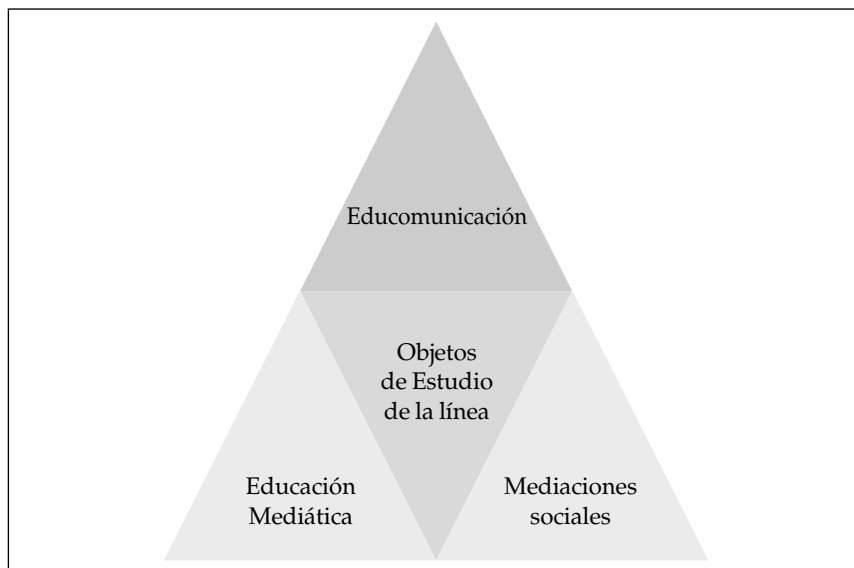 Educomunicación
Objetos
de Estudio
de la línea
Educación
Mediática
Mediaciones
sociales